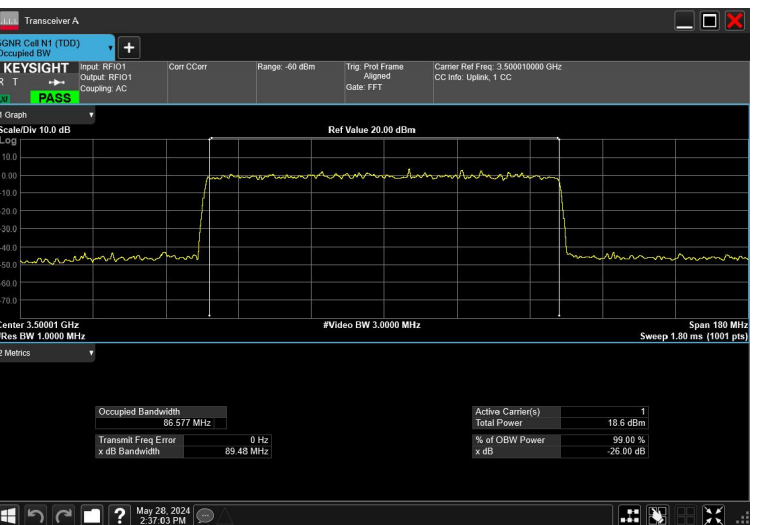 Transceiver A
5GNR Cell N1 (TDD)
Occupied BW
KEYSIGHT
R T
PASS
Input: RFIO1
Output: RFIO1
Coupling: AC
Corr CCorr
Range: -60 dBm
Trig: Prot Frame
Aligned
Gate: FFT
Carrier Ref Freq: 3.500010000 GHz
CC Info: Uplink, 1 CC
1 Graph
Scale/Div 10.0 dB
Ref Value 20.00 dBm
Log
10.0
0.00
-10.0
-20.0
-30.0
-40.0
-50.0
-60.0
-70.0
Center 3.50001 GHz
#Video BW 3.0000 MHz
Span 180 MHz
#Res BW 1.0000 MHz
Sweep 1.80 ms (1001 pts)
2 Metrics
Occupied Bandwidth
86.577 MHz
Transmit Freq Error 0 Hz
x dB Bandwidth 89.48 MHz
Active Carrier(s) 1
Total Power 18.6 dBm
% of OBW Power 99.00 %
x dB -26.00 dB
May 28, 2024
2:37:03 PM